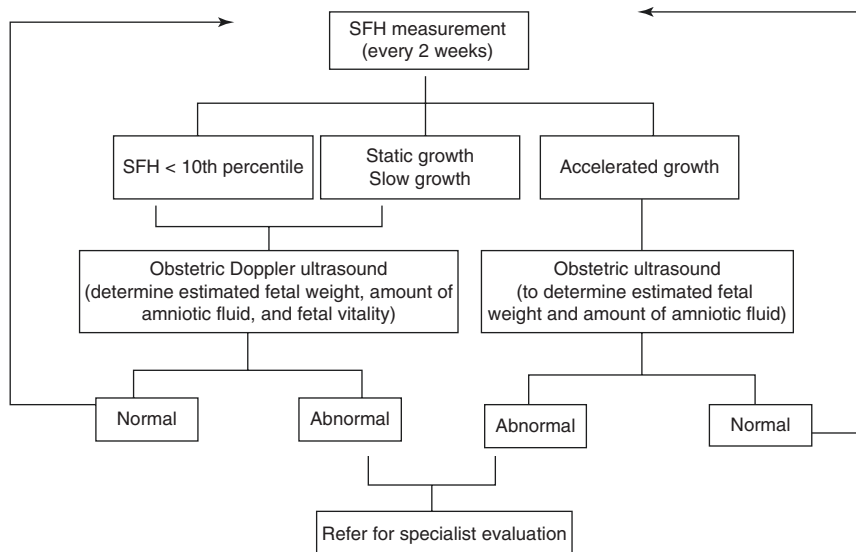 SFH measurement
(every 2 weeks)
SFH < 10th percentile
Static growth
Slow growth
Accelerated growth
Obstetric Doppler ultrasound
(determine estimated fetal weight, amount of
amniotic fluid, and fetal vitality)
Obstetric ultrasound
(to determine estimated fetal
weight and amount of amniotic fluid)
Normal
Abnormal
Abnormal
Normal
Refer for specialist evaluation